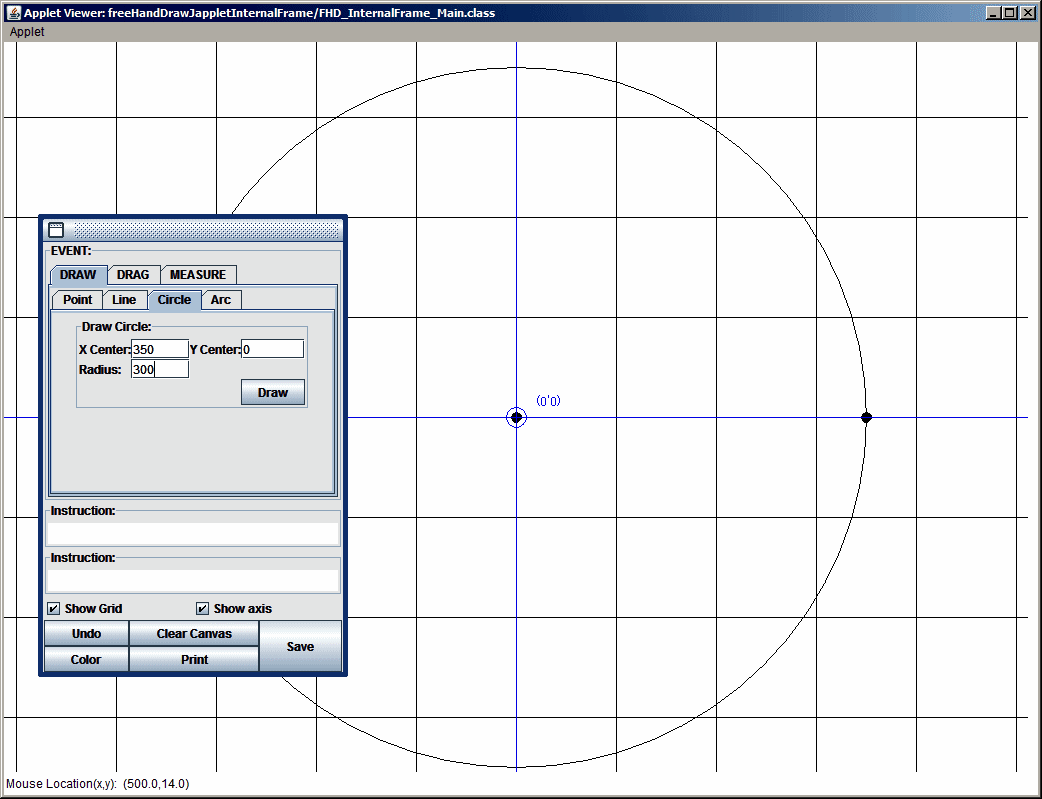 Applet Viewer: freeHandDrawJappletInternalFrame/FHD_InternalFrame_Main.class
Applet
EVENT:
DRAW DRAG MEASURE
Point Line Circle Arc
Draw Circle:
X Center: 350 Y Center: 0
Radius: 300
Draw
(0'0)
Instruction:
Instruction:
Show Grid Show axis
Undo Clear Canvas Save
Color Print
Mouse Location(x,y): (500.0,14.0)